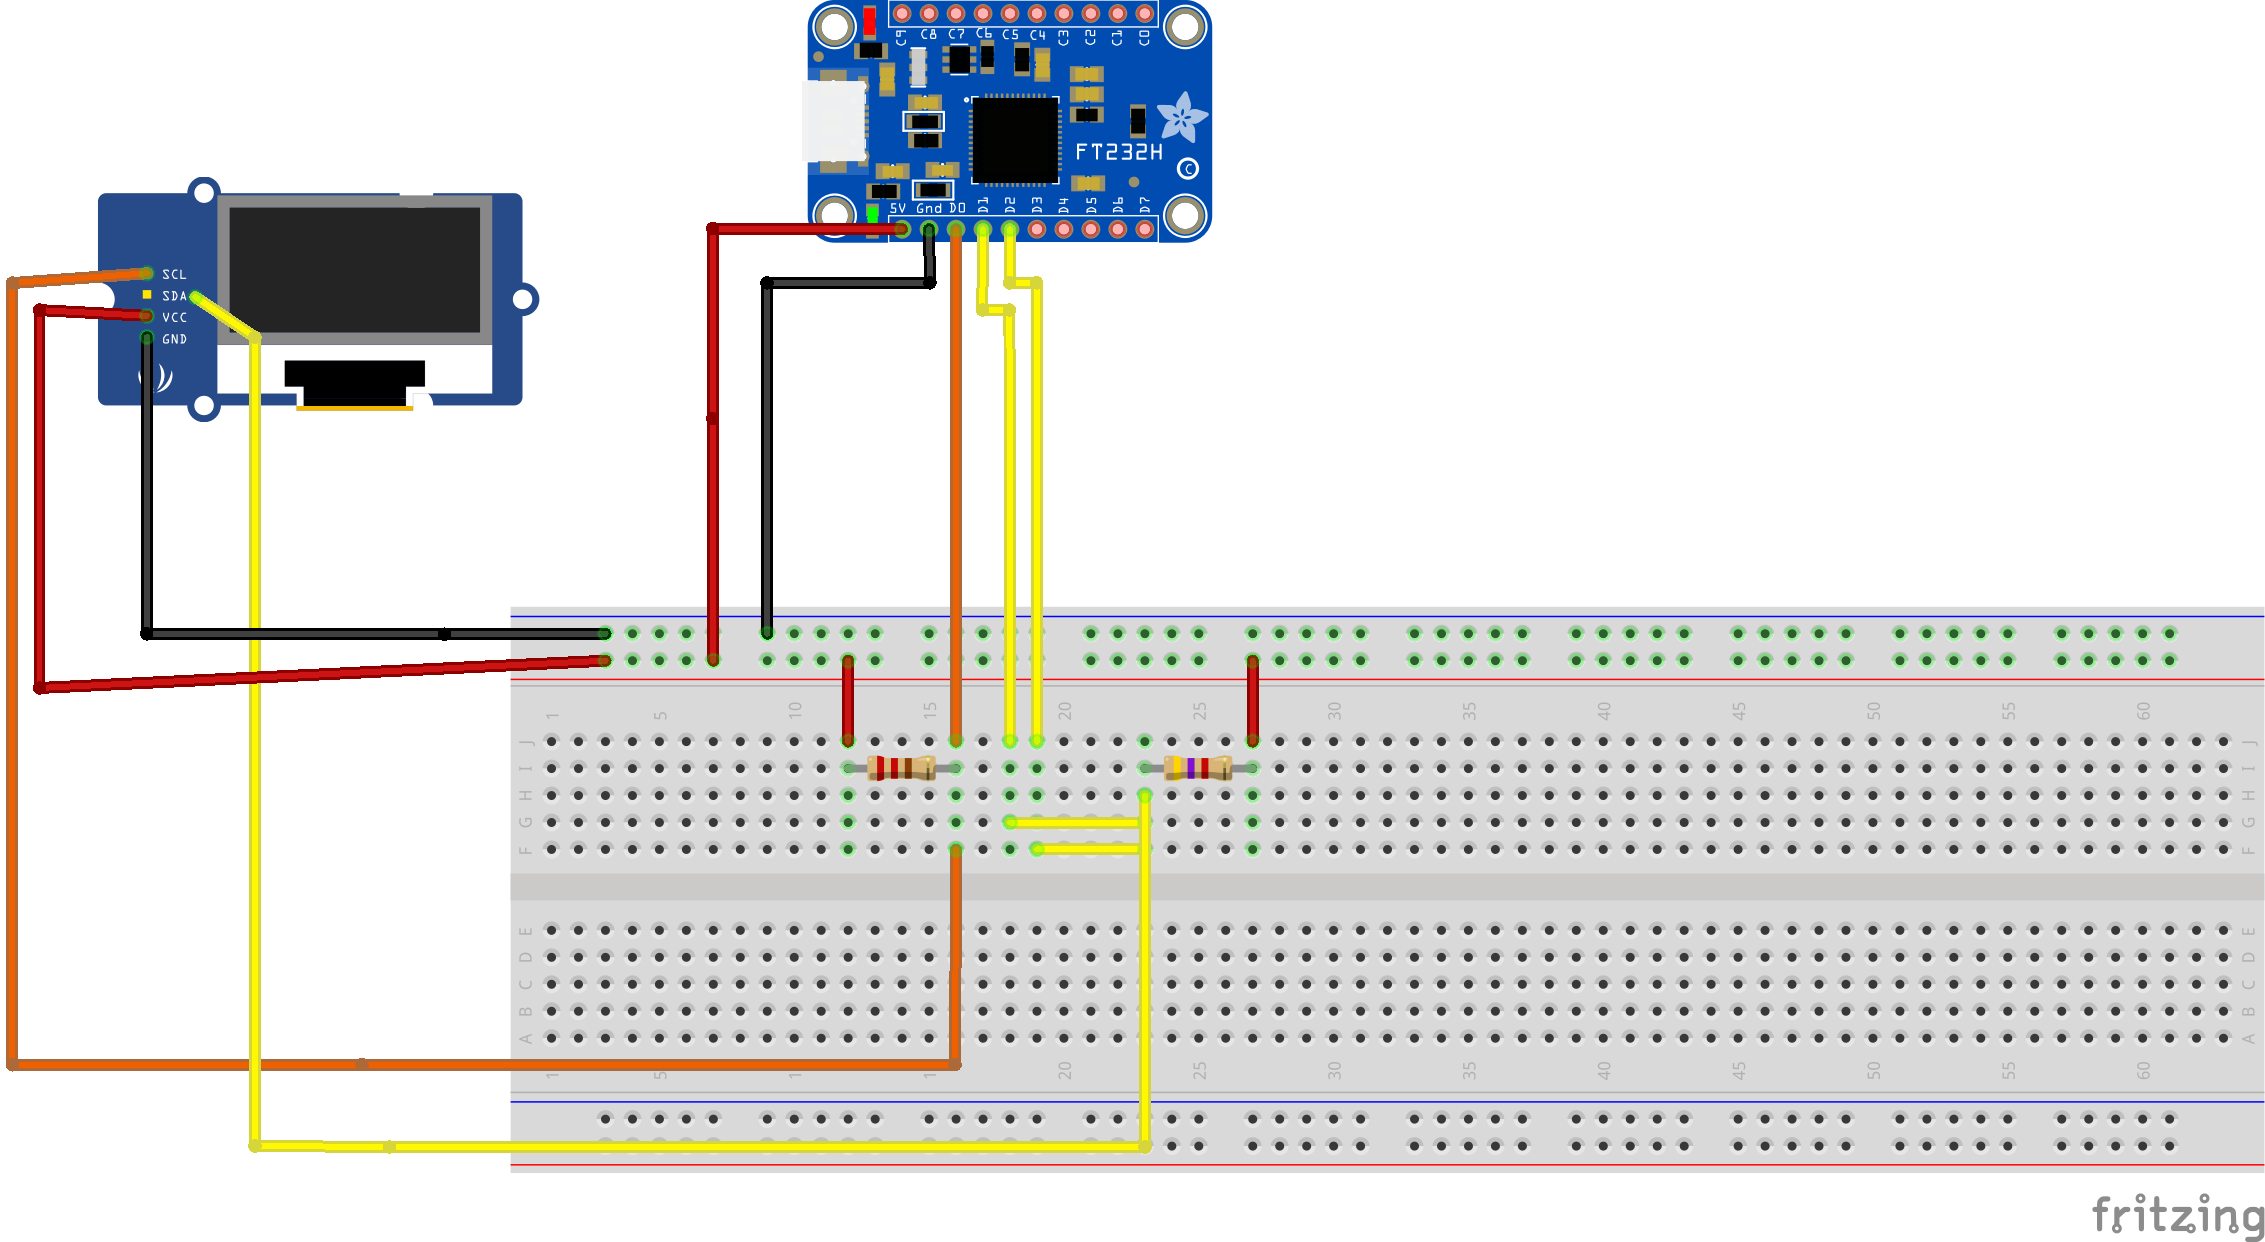 C9 C8 C7 C6 C5 C4 C3 C2 C1 C0
FT232H
C
5V Gnd D0 D1 D2 D3 D4 D5 D6 D7
SCL
SDA
VCC
GND
1 5 10 15 20 25 30 35 40 45 50 55 60
J J
I I
H H
G G
F F
E E
D D
C C
B B
A A
1 5 1 1 20 25 30 35 40 45 50 55 60
fritzing